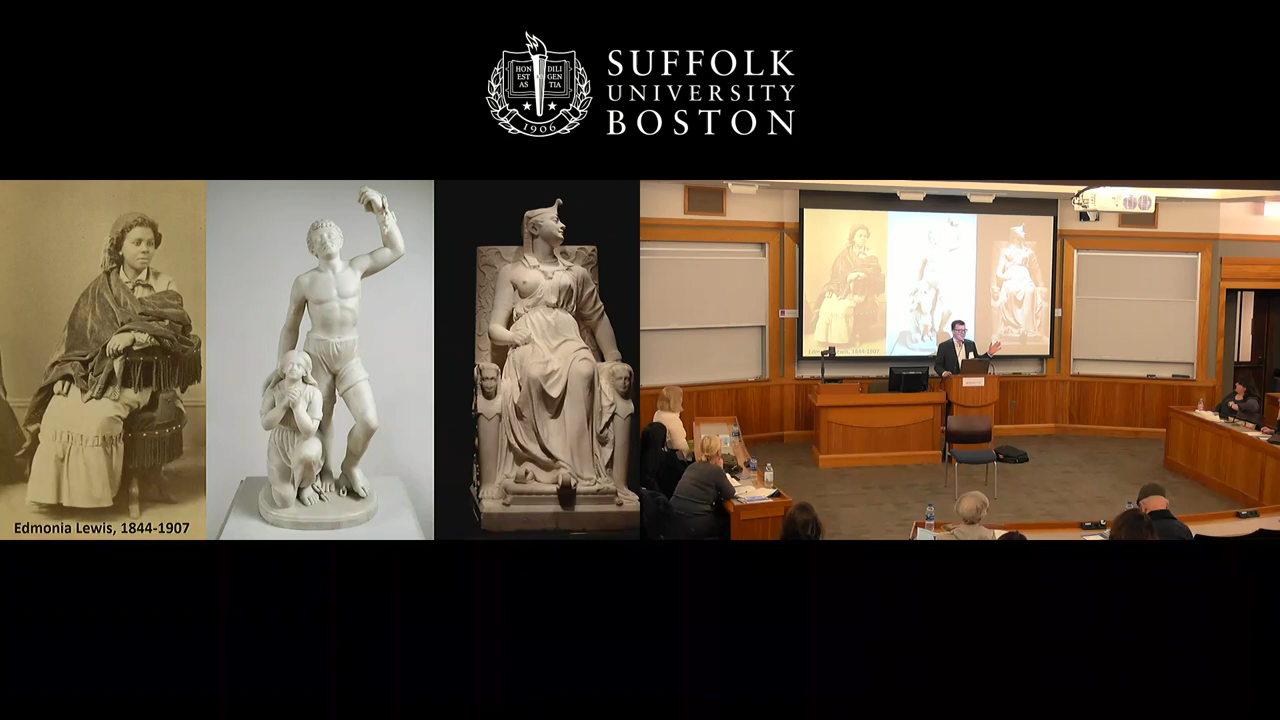 HON
EST
AS
DILI
GEN
TIA
1906
SUFFOLK
UNIVERSITY
BOSTON
Edmonia Lewis, 1844-1907